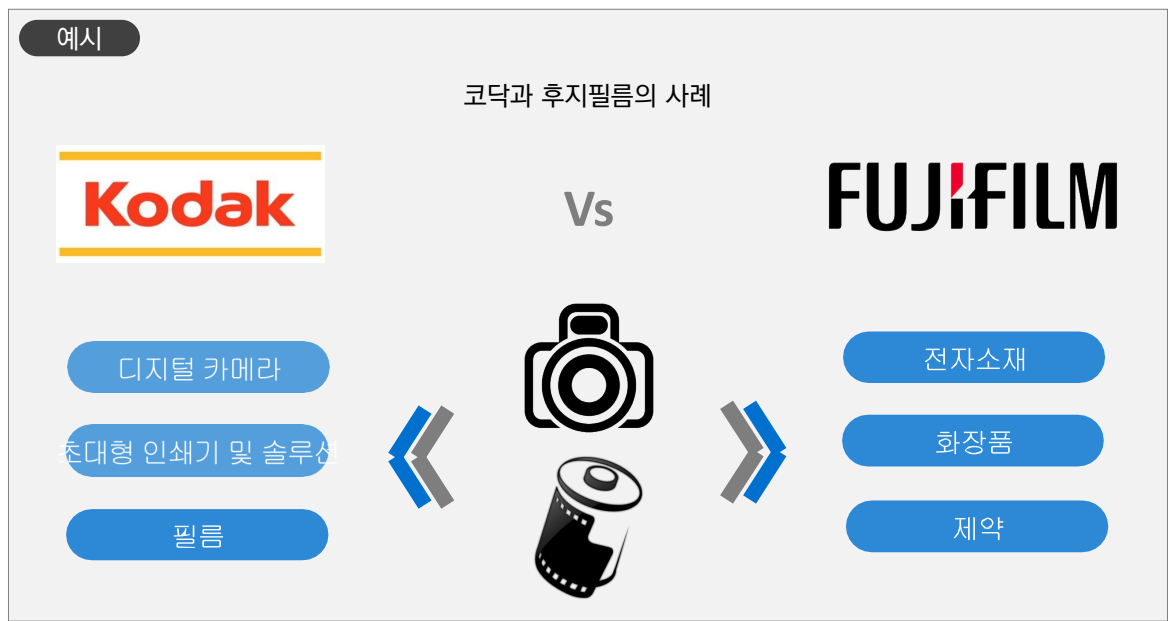 예시
코닥과 후지필름의 사례
Kodak
Vs
FUJIFILM
디지털 카메라
초대형 인쇄기 및 솔루션
필름
전자소재
화장품
제약